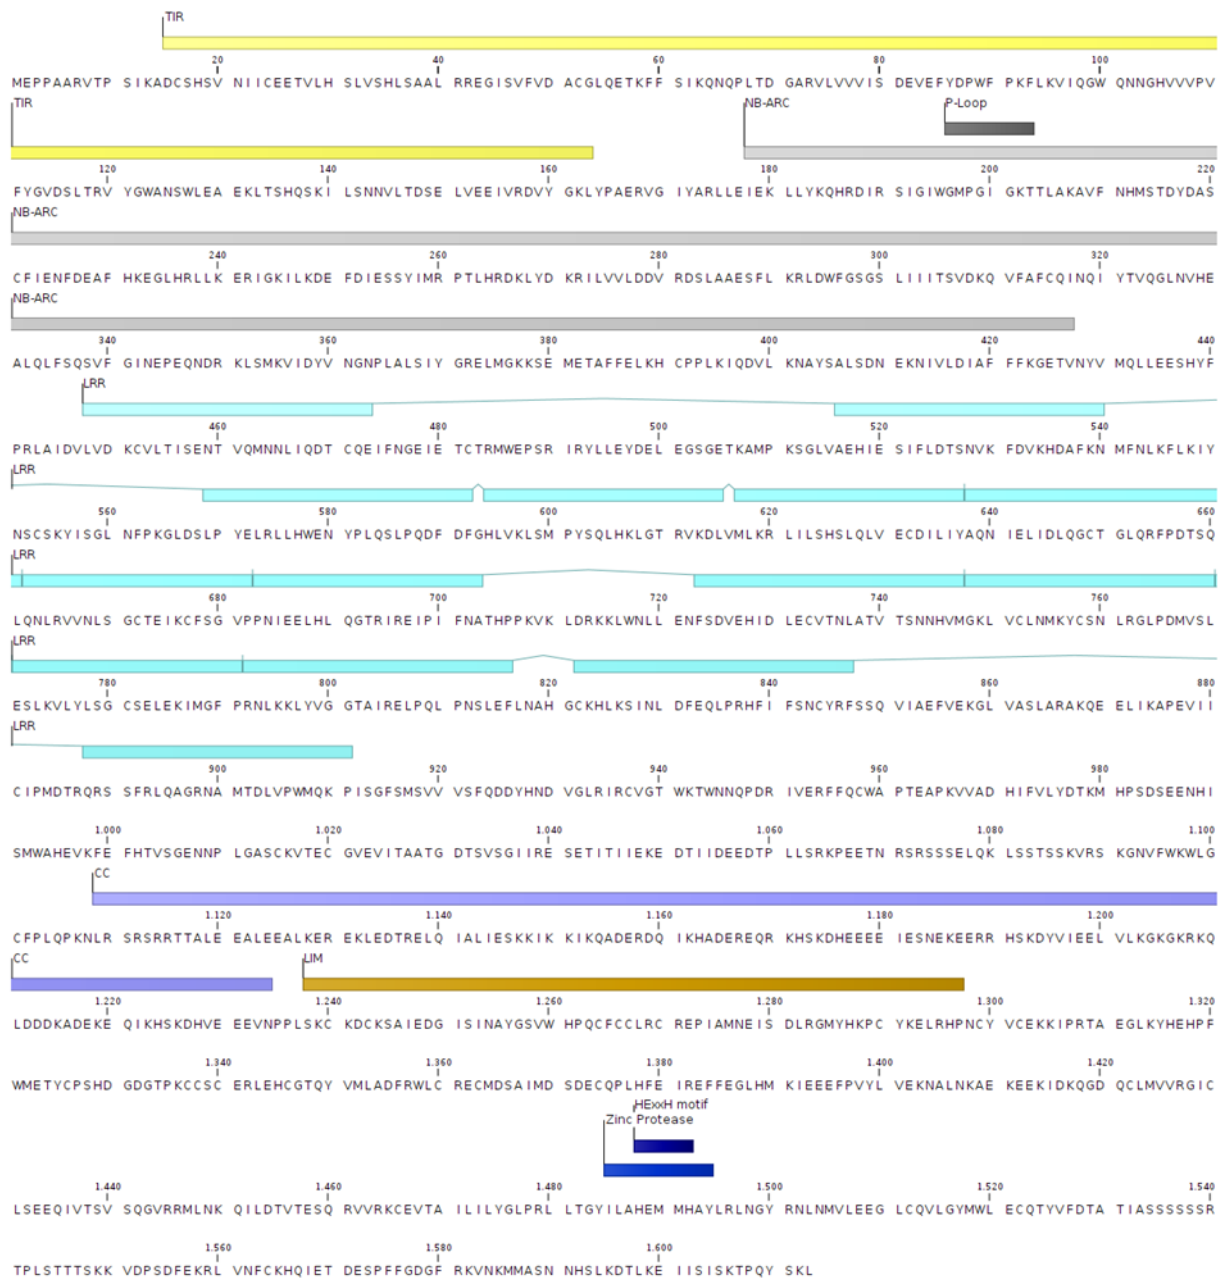 TIR
20 40 60 80 100
MEPPAARVTP SIKADCSHSV NIICEETVLH SLVSHLSAAL RREGISVFVD ACGLQETKFF SIKQNQPLTD GARVLVVVIS DEVEFYDPWF PKFLKVIQGW QNNGHVVVPV
TIR NB-ARC P-Loop
120 140 160 180 200 220
FYGVDSLTRV YGWANSWLEA EKLTSHQSKI LSNNVLTDSE LVEEIVRDVY GKLYPAERVG IYARLLEIEK LLYKQHRDIR SIGIWGMPGI GKTTLAKAVF NHMSTDYDAS
NB-ARC
240 260 280 300 320
CFIENFDEAF HKEGLHRLLK ERIGKILKDE FDIESSYIMR PTLHRDKLYD KRILVVLDDV RDSLAAESFL KRLDWFGSGS LIIITSVDKQ VFAFCQINQI YTVQGLNVHE
NB-ARC
340 360 380 400 420 440
ALQLFSQSVF GINEPEQNDR KLSMKVIDYV NGNPLALSIY GRELMGKKSE METAFFELKH CPPLKIQDVL KNAYSALSDN EKNIVLDIAF FFKGETVNYV MQLLEESHYF
LRR
460 480 500 520 540
PRLAIDVLVD KCVLTISENT VQMNNLIQDT CQEIFNGEIE TCTRMWEPSR IRYLLEYDEL EGSGETKAMP KSGLVAEHIE SIFLDTSNVK FDVKHDAFKN MFNLKFLKIY
LRR
560 580 600 620 640 660
NSCSKYISGL NFPKGLDSLP YELRLLHWEN YPLQSLPQDF DFGHLVKLSM PYSQLHKLGT RVKDLVMLKR LILSHSLQLV ECDILIYAQN IELIDLQGCT GLQRFPDTSQ
LRR
680 700 720 740 760
LQNLRVVNLS GCTEIKCFSG VPPNIEELHL QGTRIREIPI FNATHPPKVK LDRKKLWNLL ENFSDVEHID LECVTNLATV TSNNHVMGKL VCLNMKYCSN LRGLPDMVSL
LRR
780 800 820 840 860 880
ESLKVLYLSG CSELEKIMGF PRNLKKLYVG GTAIRELPQL PNSLEFLNAH GCKHLKSINL DFEQLPRHFI FSNCYRFSSQ VIAEFVEKGL VASLARAKQE ELIKAPEVII
LRR
900 920 940 960 980
CIPMDTRQRS SFRLQAGRNA MTDLVPWMQK PISGFSMSVV VSFQDDYHND VGLRIRCVGT WKTWNNQPDR IVERFFQCWA PTEAPKVVAD HIFVLYDTKM HPSDSEENHI
1.000 1.020 1.040 1.060 1.080 1.100
SMWAHEVKFE FHTVSGENNP LGASCKVTEC GVEVITAATG DTSVSGIIRE SETITIIEKE DTIIDEEDTP LLSRKPEETN RSRSSSELQK LSSTSSKVRS KGNVFWKWLG
CC
1.120 1.140 1.160 1.180 1.200
CFPLQPKNLR SRSRRTTALE EALEEALKER EKLEDTRELQ IALIESKKIK KIKQADERDQ IKHADEREQR KHSKDHEEEE IESNEKEERR HSKDYVIEEL VLKGKGKRKQ
CC LIM
1.220 1.240 1.260 1.280 1.300 1.320
LDDDKADEKE QIKHSKDHVE EEVNPPLSKC KDCKSAIEDG ISINAYGSVW HPQCFCCLRC REPIAMNEIS DLRGMYHKPC YKELRHPNCY VCEKKIPRTA EGLKYHEHPF
1.340 1.360 1.380 1.400 1.420
WMETYCPSHD GDGTPKCCSC ERLEHCGTQY VMLADFRWLC RECMDSAIMD SDECQPLHFE IREFFEGLHM KIEEEFPVYL VEKNALNKAE KEEKIDKQGD QCLMVVRGIC
HExxH motif
Zinc Protease
1.440 1.460 1.480 1.500 1.520 1.540
LSEEQIVTSV SQGVRRMLNK QILDTVTESQ RVVRKCEVTA ILILYGLPRL LTGYILAHEM MHAYLRLNGY RNLNMVLEEG LCQVLGYMWL ECQTYVFDTA TIASSSSSSR
1.560 1.580 1.600
TPLSTTTSKK VDPSDFEKRL VNFCKHQIET DESPFFGDGF RKVNKMMASN NHSLKDTLKE IISISKTPQY SKL